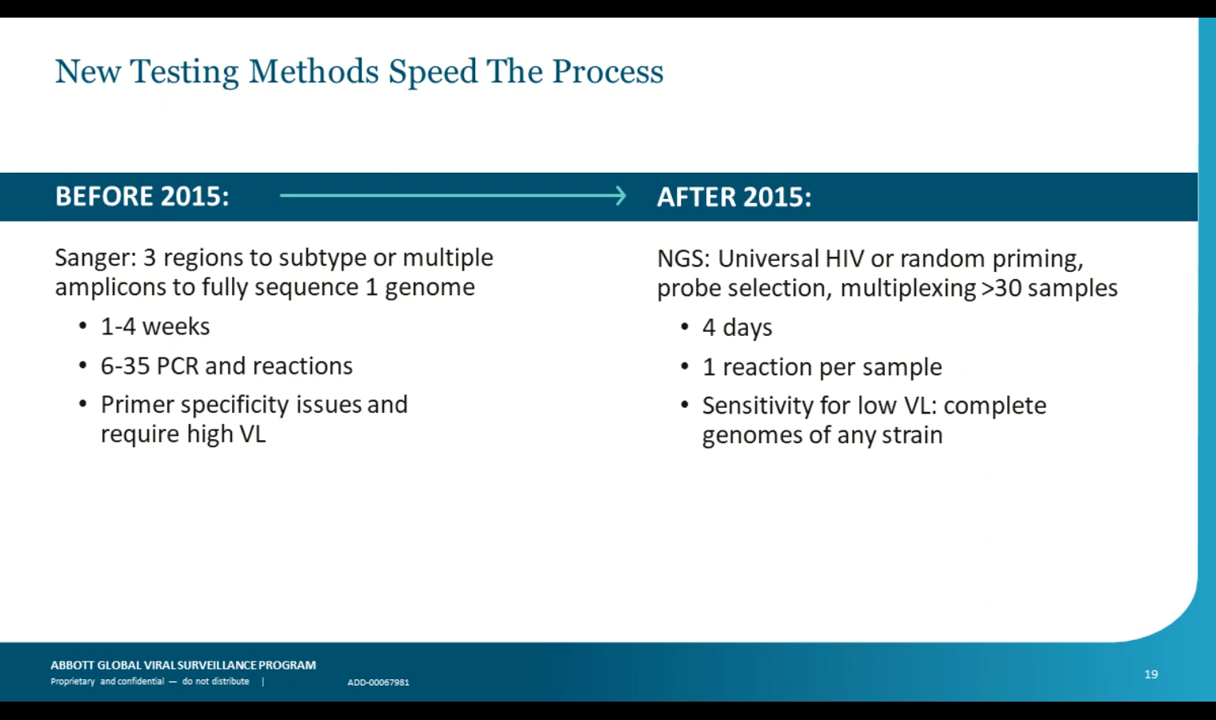 New Testing Methods Speed The Process
BEFORE 2015:
AFTER 2015:
Sanger: 3 regions to subtype or multiple
amplicons to fully sequence 1 genome
• 1-4 weeks
• 6-35 PCR and reactions
• Primer specificity issues and
require high VL
NGS: Universal HIV or random priming,
probe selection, multiplexing >30 samples
• 4 days
• 1 reaction per sample
• Sensitivity for low VL: complete
genomes of any strain
ABBOTT GLOBAL VIRAL SURVEILLANCE PROGRAM
Proprietary and confidential — do not distribute |
ADD-00067981
19